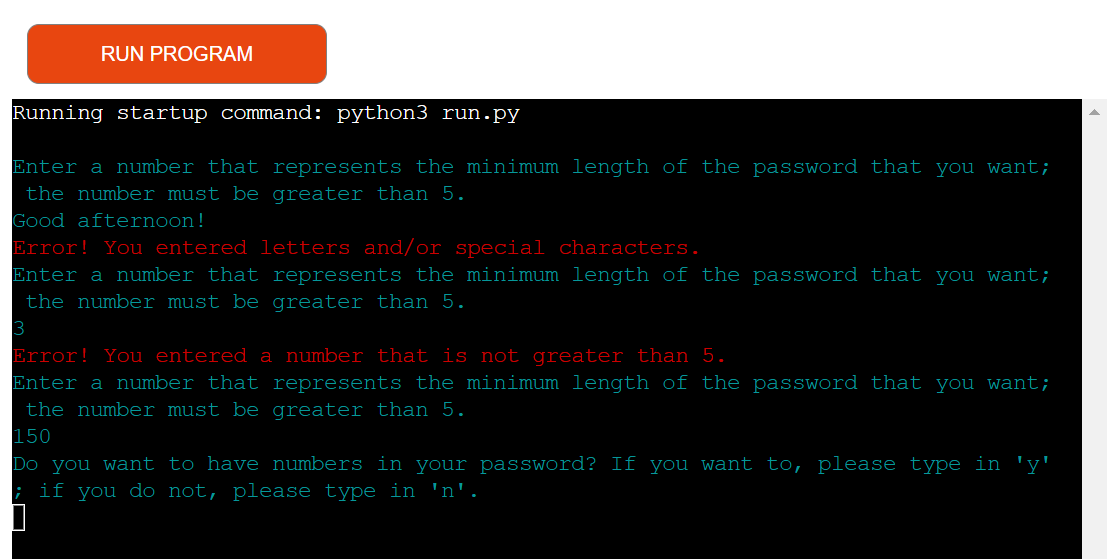 RUN PROGRAM
Running startup command: python3 run.py
Enter a number that represents the minimum length of the password that you want;
the number must be greater than 5.
Good afternoon!
Error! You entered letters and/or special characters.
Enter a number that represents the minimum length of the password that you want;
the number must be greater than 5.
3
Error! You entered a number that is not greater than 5.
Enter a number that represents the minimum length of the password that you want;
the number must be greater than 5.
150
Do you want to have numbers in your password? If you want to, please type in 'y'
; if you do not, please type in 'n'.